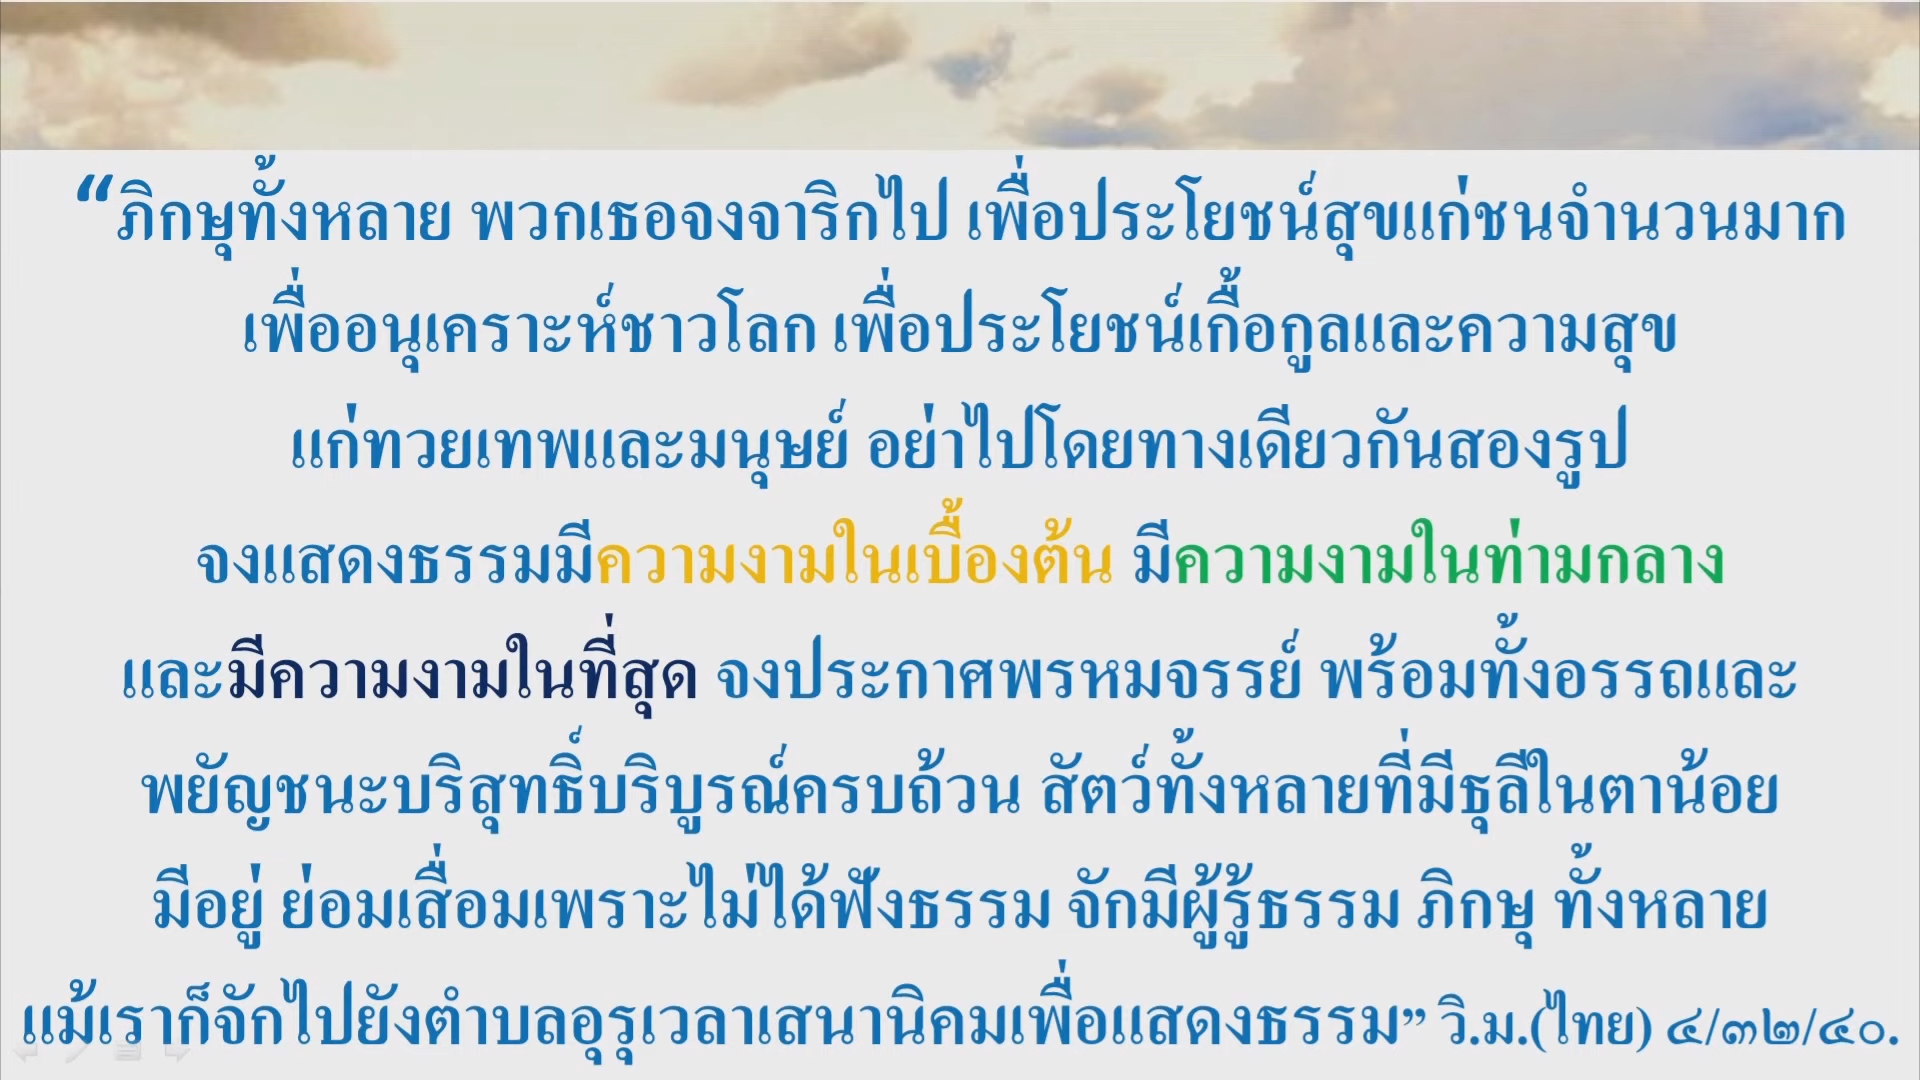 “ภิกษุทั้งหลาย พวกเธอจงจาริกไป เพื่อประโยชน์สุขแก่ชนจำนวนมาก
เพื่ออนุเคราะห์ชาวโลก เพื่อประโยชน์เกื้อกูลและความสุข
แก่ทวยเทพและมนุษย์ อย่าไปโดยทางเดียวกันสองรูป
จงแสดงธรรมมีความงามในเบื้องต้น มีความงามในท่ามกลาง
และมีความงามในที่สุด จงประกาศพรหมจรรย์ พร้อมทั้งอรรถและ
พยัญชนะบริสุทธิ์บริบูรณ์ครบถ้วน สัตว์ทั้งหลายที่มีธุลีในตาน้อย
มีอยู่ ย่อมเสื่อมเพราะไม่ได้ฟังธรรม จักมีผู้รู้ธรรม ภิกษุ ทั้งหลาย
แม้เราก็จักไปยังตำบลอุรุเวลาเสนานิคมเพื่อแสดงธรรม” วิ.ม.(ไทย) ๔/๓๒/๔๐.